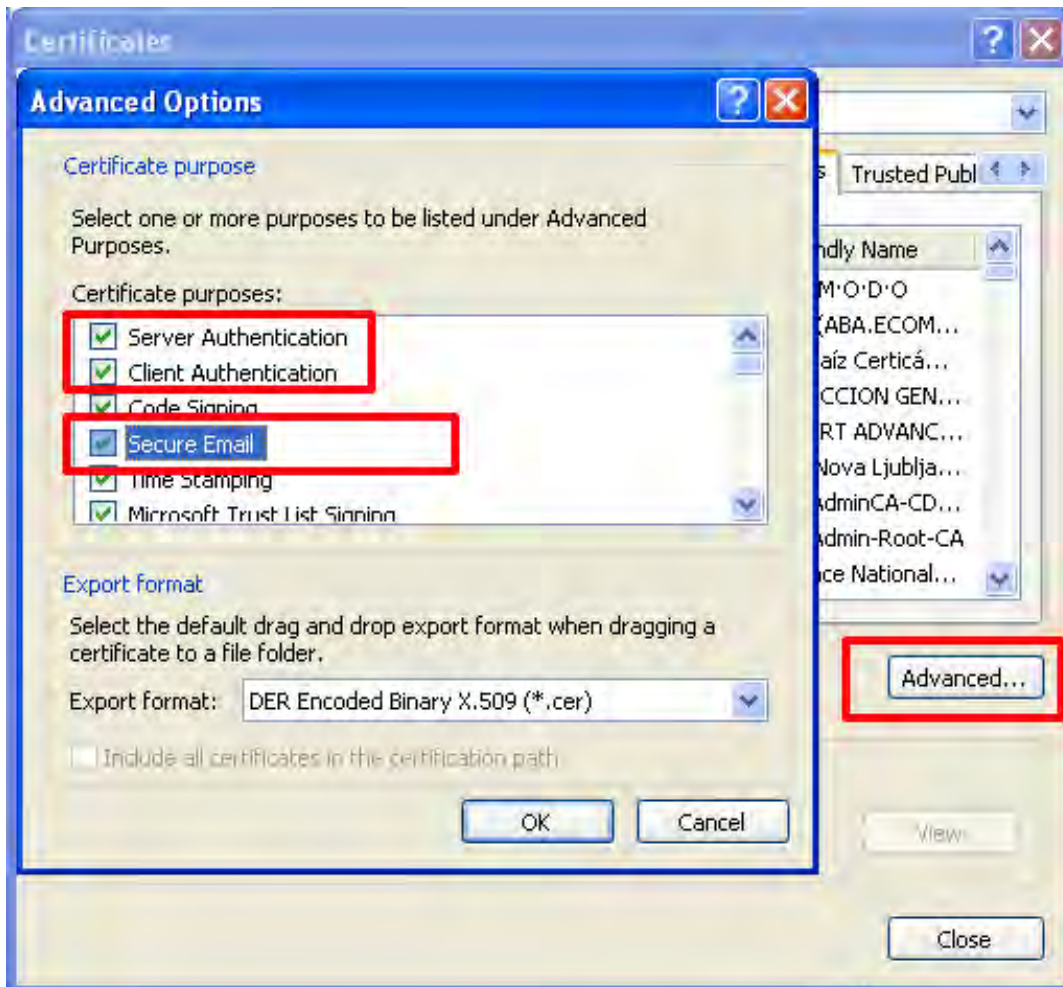 Certificates
Advanced Options
Certificate purpose
Select one or more purposes to be listed under Advanced
Purposes.
Certificate purposes:
Server Authentication
Client Authentication
Code Signing
Secure Email
Time Stamping
Microsoft Trust List Signing
Export format
Select the default drag and drop export format when dragging a
certificate to a file folder.
Export format: DER Encoded Binary X.509 (*.cer)
Include all certificates in the certification path
OK Cancel
s Trusted Publ
ndly Name
M·O·D·O
(ABA.ECOM...
aíz Certicá...
CCION GEN...
RT ADVANC...
Nova Ljublja...
AdminCA-CD...
Admin-Root-CA
ice National...
Advanced...
View
Close